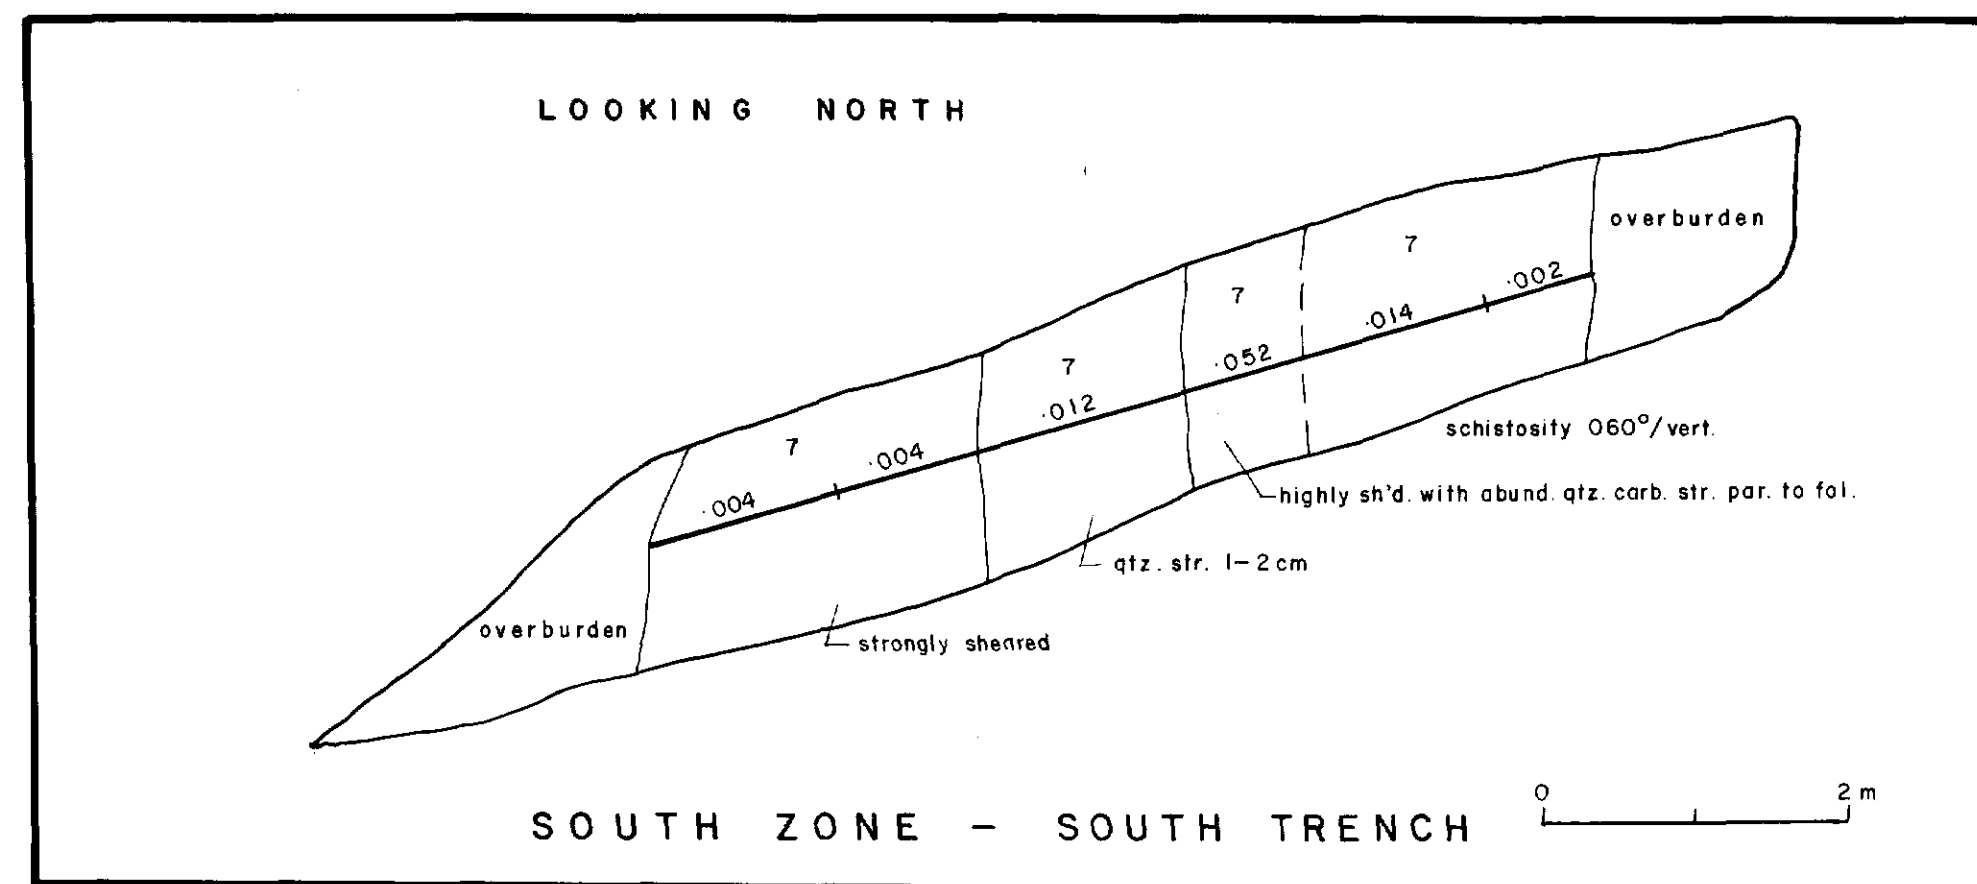 LOOKING NORTH
overburden
7
7
7
7
.002
.014
.052
.012
.004
.004
schistosity 060°/vert.
highly sh'd. with abund. qtz. carb. str. par. to fol.
qtz. str. 1-2 cm
overburden
strongly sheared
0 2 m
SOUTH ZONE - SOUTH TRENCH